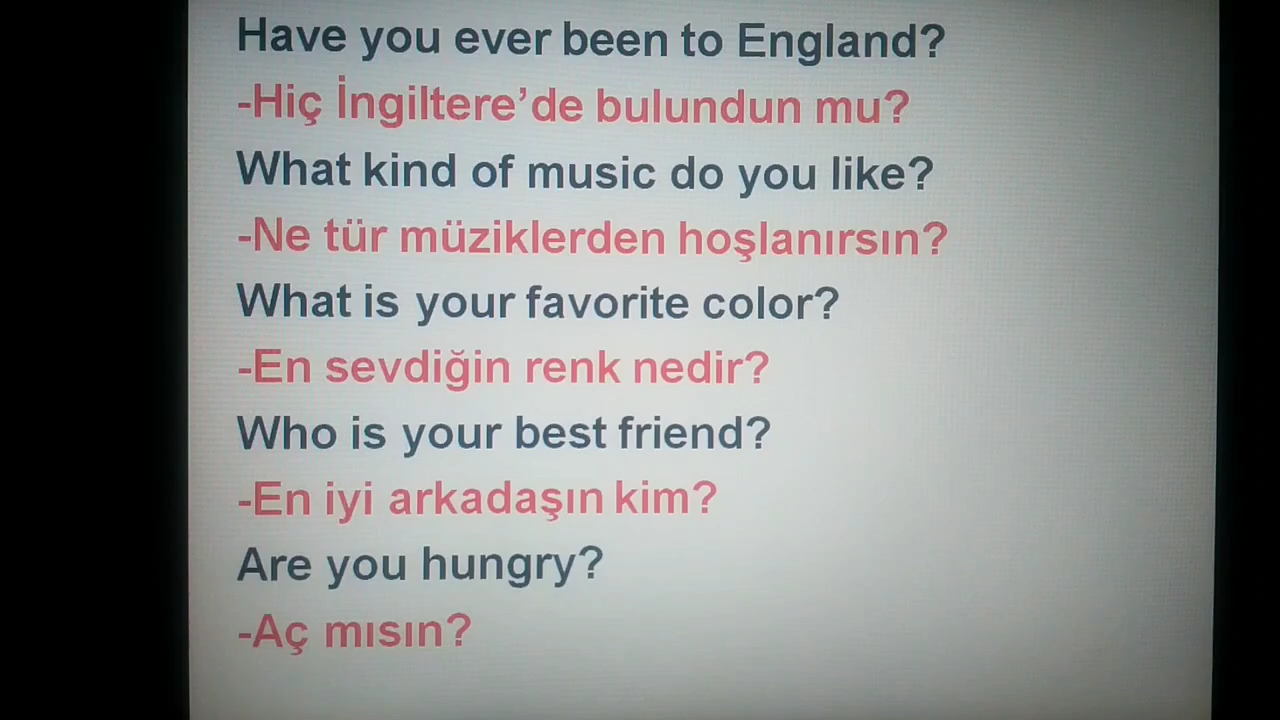 Have you ever been to England?
-Hiç İngiltere’de bulundun mu?
What kind of music do you like?
-Ne tür müziklerden hoşlanırsın?
What is your favorite color?
-En sevdiğin renk nedir?
Who is your best friend?
-En iyi arkadaşın kim?
Are you hungry?
-Aç mısın?